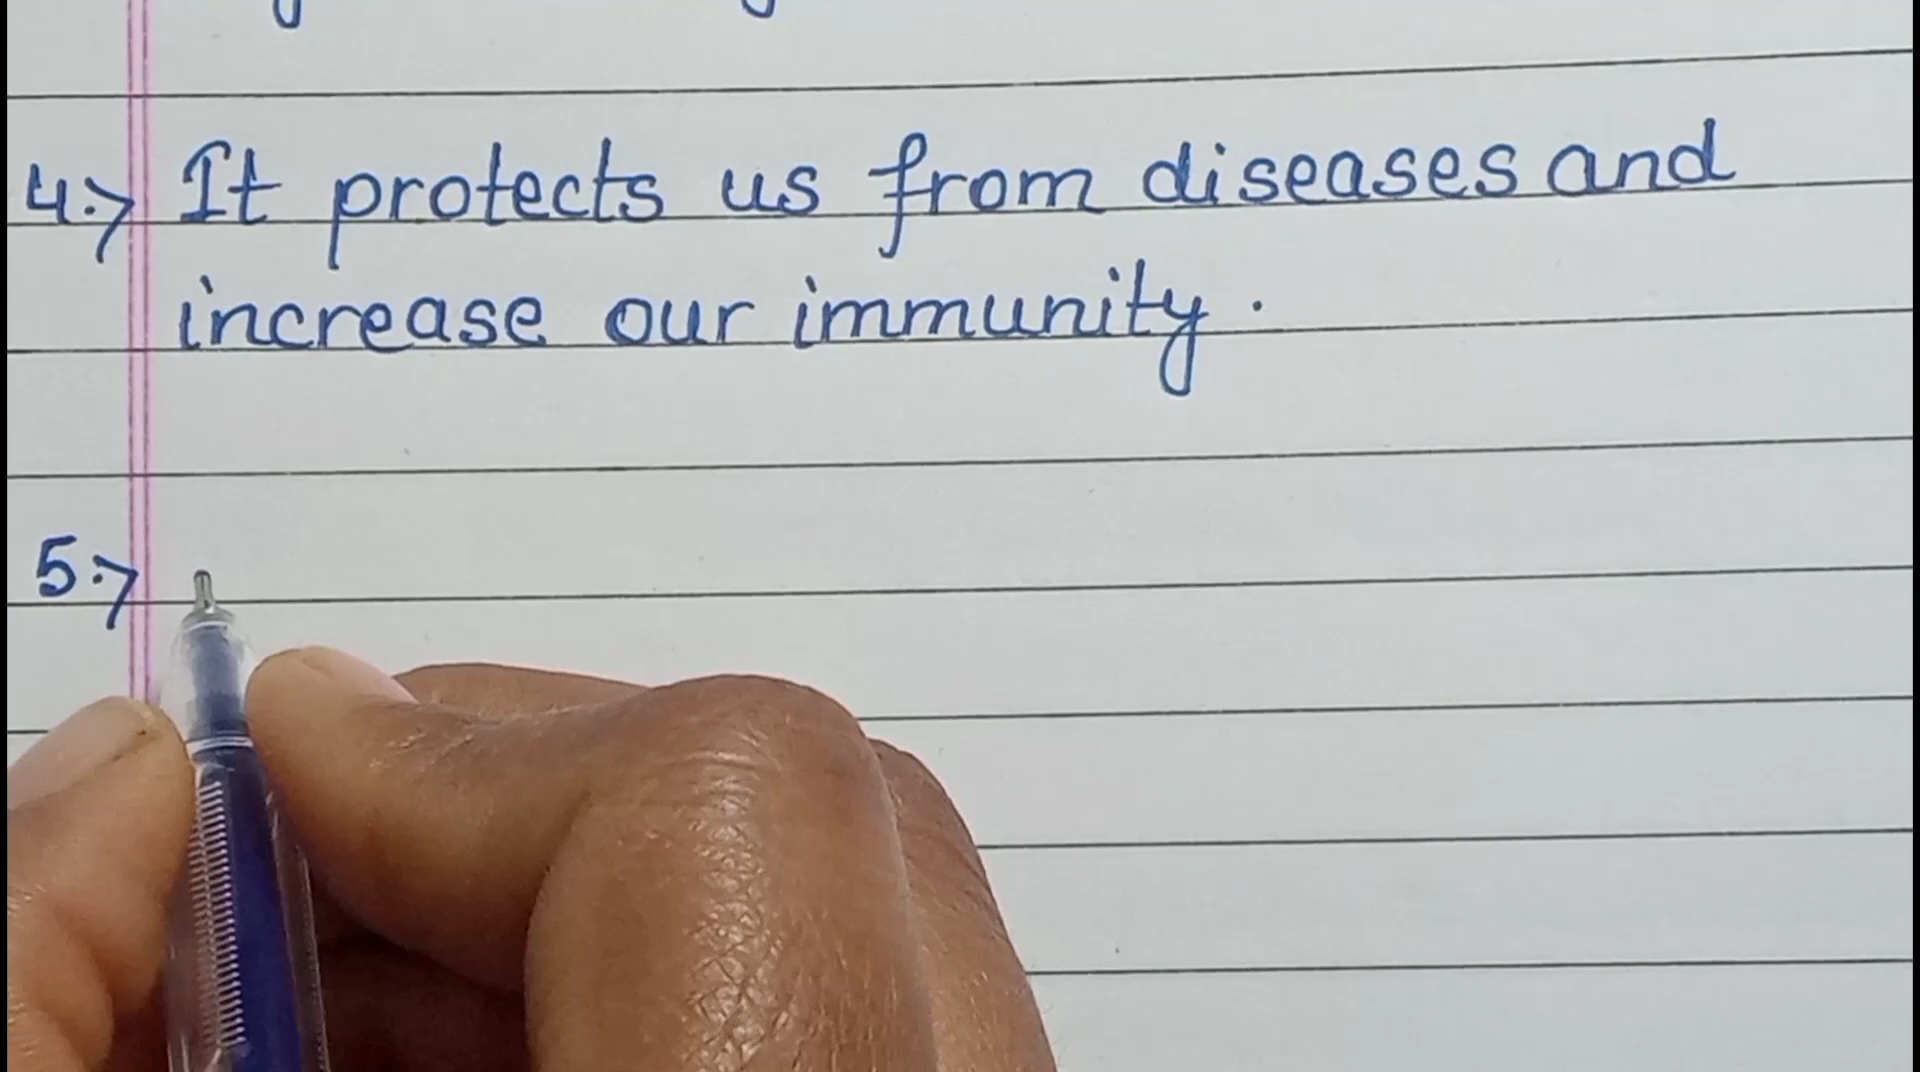 4.> It protects us from diseases and
increase our immunity.
5.>